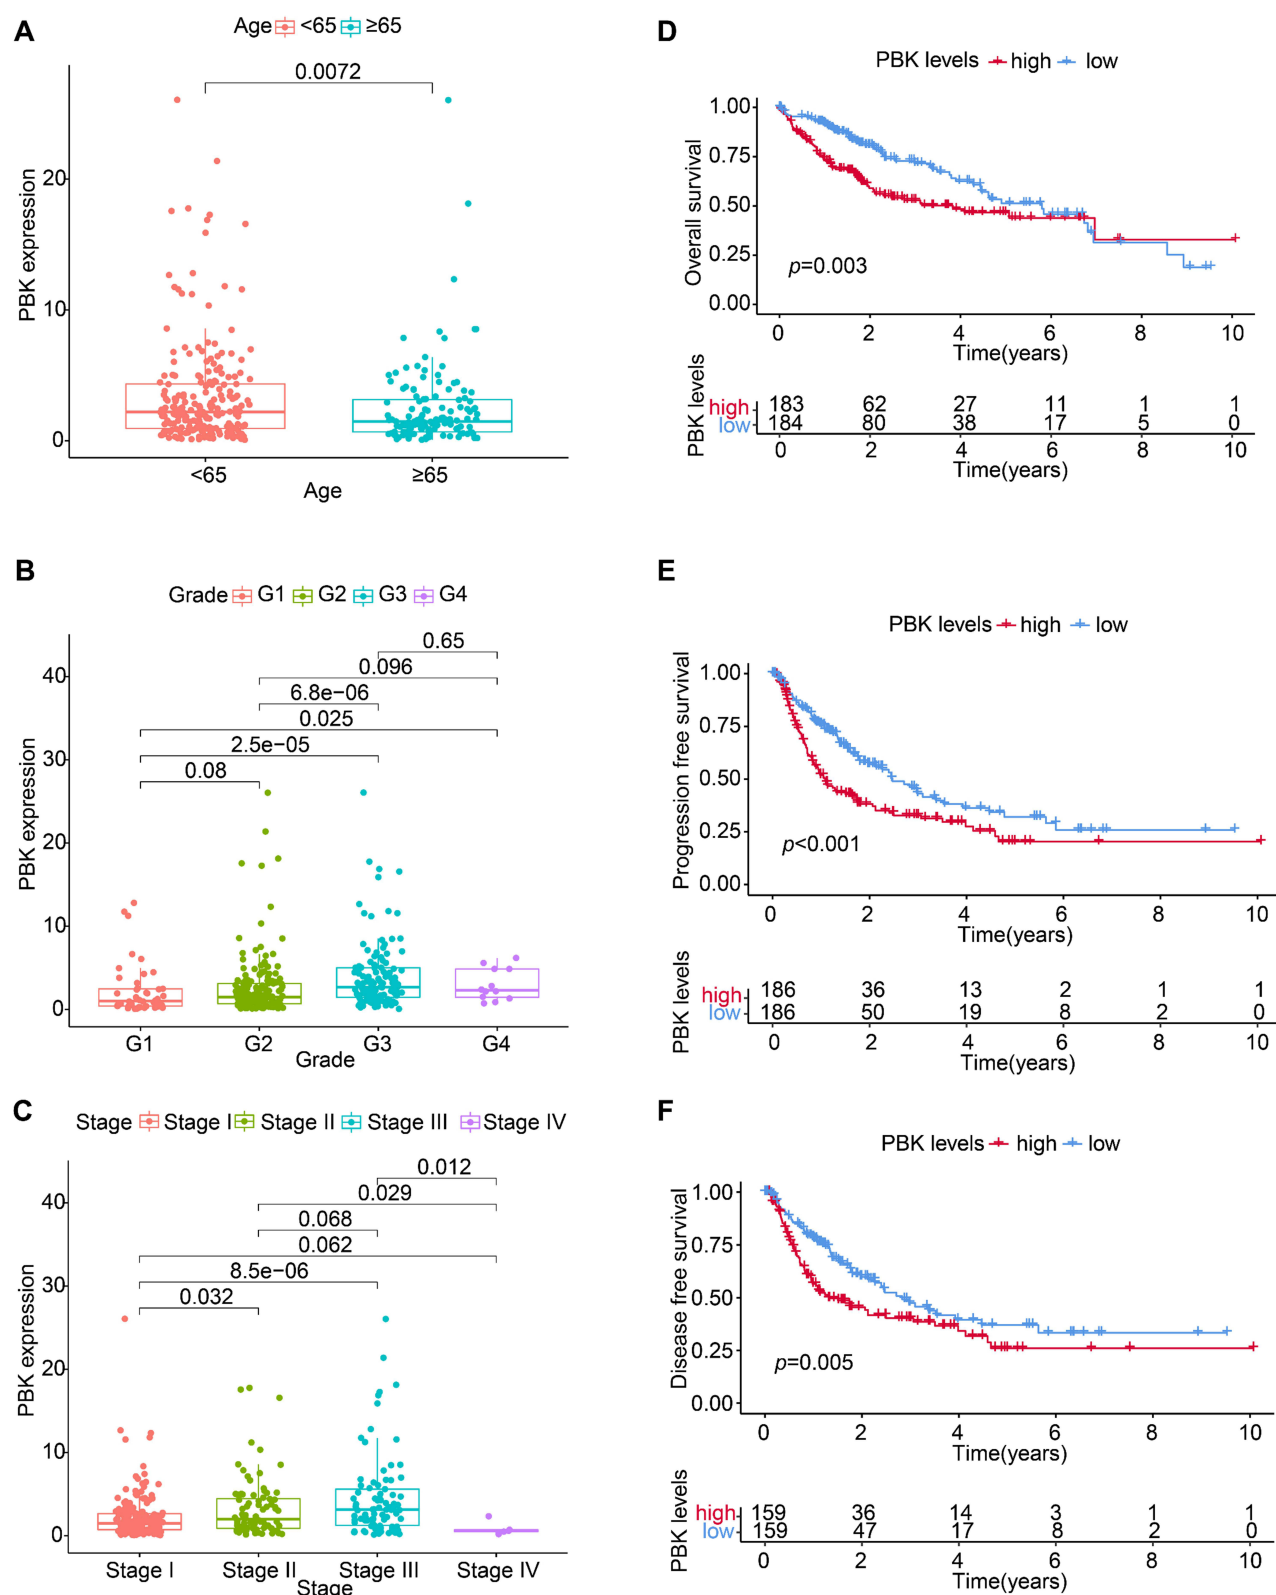 A
Age <65 ≥65
0.0072
PBK expression
20
10
0
<65 ≥65
Age
B
Grade G1 G2 G3 G4
0.65
0.096
6.8e−06
0.025
2.5e−05
0.08
PBK expression
40
30
20
10
0
G1 G2 G3 G4
Grade
C
Stage Stage I Stage II Stage III Stage IV
0.012
0.029
0.068
0.062
8.5e−06
0.032
PBK expression
40
30
20
10
0
Stage I Stage II Stage III Stage IV
Stage
D
PBK levels high low
Overall survival
1.00
0.75
0.50
0.25
0.00
p=0.003
0 2 4 6 8 10
Time(years)
PBK levels
high 183 62 27 11 1 1
low 184 80 38 17 5 0
0 2 4 6 8 10
Time(years)
E
PBK levels high low
Progression free survival
1.00
0.75
0.50
0.25
0.00
p<0.001
0 2 4 6 8 10
Time(years)
PBK levels
high 186 36 13 2 1 1
low 186 50 19 8 2 0
0 2 4 6 8 10
Time(years)
F
PBK levels high low
Disease free survival
1.00
0.75
0.50
0.25
0.00
p=0.005
0 2 4 6 8 10
Time(years)
PBK levels
high 159 36 14 3 1 1
low 159 47 17 8 2 0
0 2 4 6 8 10
Time(years)